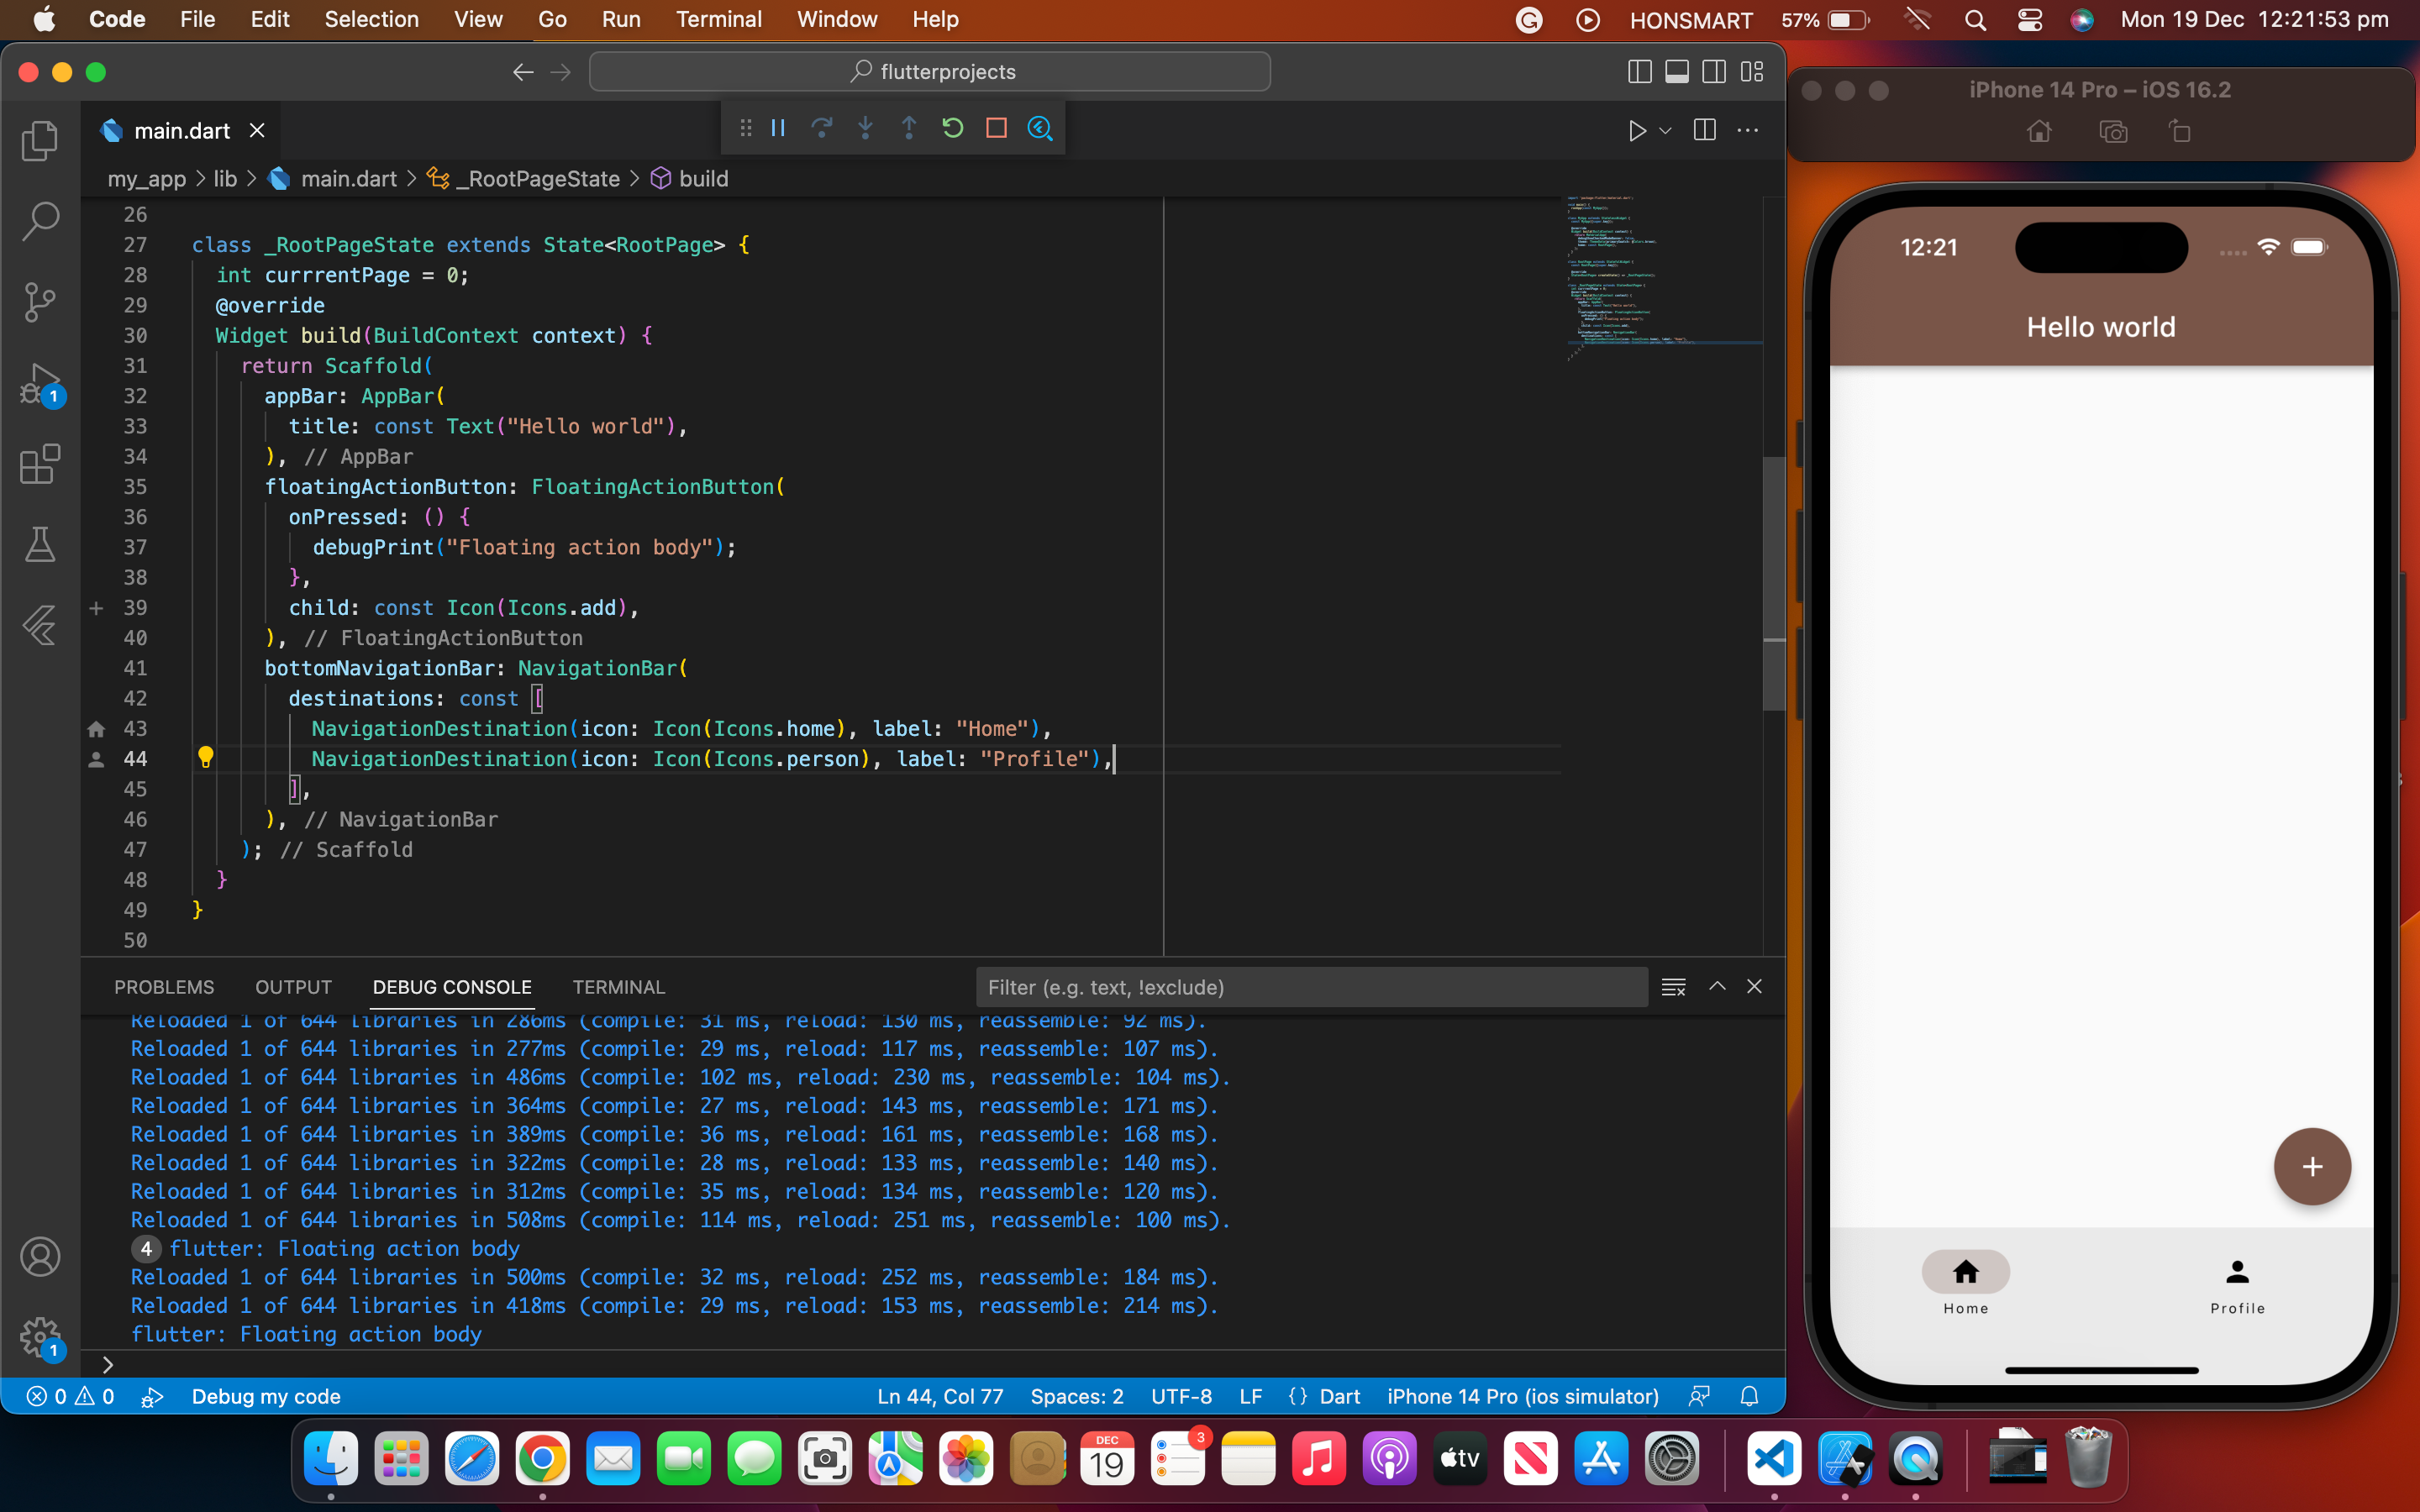 Code File Edit Selection View Go Run Terminal Window Help HONSMART 57% Mon 19 Dec 12:21:53 pm
flutterprojects
iPhone 14 Pro – iOS 16.2
main.dart
my_app > lib > main.dart > _RootPageState > build
26
27 class _RootPageState extends State<RootPage> {
28 int currrentPage = 0;
29 @override
30 Widget build(BuildContext context) {
31 return Scaffold(
32 appBar: AppBar(
33 title: const Text("Hello world"),
34 ), // AppBar
35 floatingActionButton: FloatingActionButton(
36 onPressed: () {
37 debugPrint("Floating action body");
38 },
39 child: const Icon(Icons.add),
40 ), // FloatingActionButton
41 bottomNavigationBar: NavigationBar(
42 destinations: const [
43 NavigationDestination(icon: Icon(Icons.home), label: "Home"),
44 NavigationDestination(icon: Icon(Icons.person), label: "Profile"),
45 ],
46 ), // NavigationBar
47 ); // Scaffold
48 }
49 }
50
1
PROBLEMS OUTPUT DEBUG CONSOLE TERMINAL Filter (e.g. text, !exclude)
Reloaded 1 of 644 libraries in 286ms (compile: 31 ms, reload: 130 ms, reassemble: 92 ms).
Reloaded 1 of 644 libraries in 277ms (compile: 29 ms, reload: 117 ms, reassemble: 107 ms).
Reloaded 1 of 644 libraries in 486ms (compile: 102 ms, reload: 230 ms, reassemble: 104 ms).
Reloaded 1 of 644 libraries in 364ms (compile: 27 ms, reload: 143 ms, reassemble: 171 ms).
Reloaded 1 of 644 libraries in 389ms (compile: 36 ms, reload: 161 ms, reassemble: 168 ms).
Reloaded 1 of 644 libraries in 322ms (compile: 28 ms, reload: 133 ms, reassemble: 140 ms).
Reloaded 1 of 644 libraries in 312ms (compile: 35 ms, reload: 134 ms, reassemble: 120 ms).
Reloaded 1 of 644 libraries in 508ms (compile: 114 ms, reload: 251 ms, reassemble: 100 ms).
4 flutter: Floating action body
Reloaded 1 of 644 libraries in 500ms (compile: 32 ms, reload: 252 ms, reassemble: 184 ms).
Reloaded 1 of 644 libraries in 418ms (compile: 29 ms, reload: 153 ms, reassemble: 214 ms).
flutter: Floating action body
1
0 0 Debug my code Ln 44, Col 77 Spaces: 2 UTF-8 LF {} Dart iPhone 14 Pro (ios simulator)
12:21
Hello world
+
Home Profile
DEC
19
3
tv